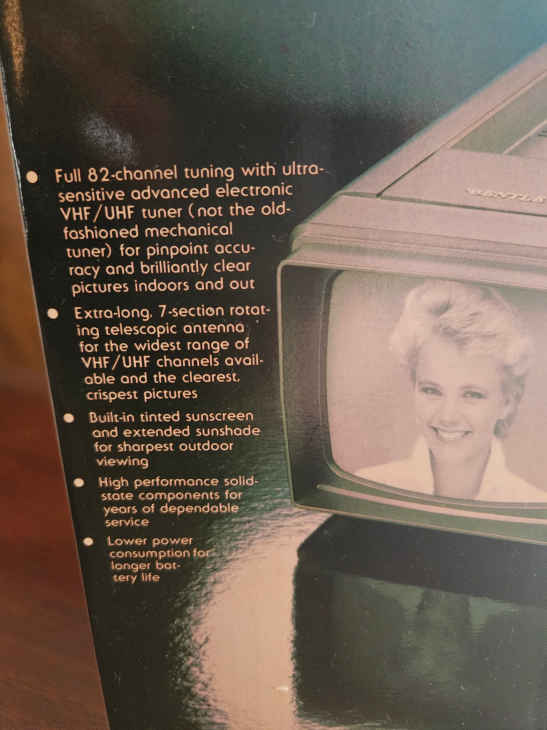 • Full 82-channel tuning with ultra-
sensitive advanced electronic
VHF/UHF tuner (not the old-
fashioned mechanical
tuner) for pinpoint accu-
racy and brilliantly clear
pictures indoors and out
• Extra-long, 7-section rotat-
ing telescopic antenna
for the widest range of
VHF/UHF channels avail-
able and the clearest,
crispest pictures
• Built-in tinted sunscreen
and extended sunshade
for sharpest outdoor
viewing
• High performance solid-
state components for
years of dependable
service
• Lower power
consumption for
longer bat-
tery life